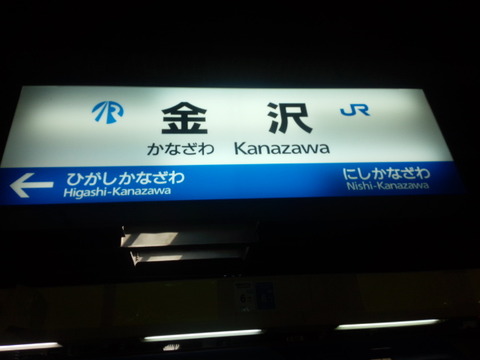 金沢 JR
かなざわ Kanazawa
ひがしかなざわ にしかなざわ
Higashi-Kanazawa Nishi-Kanazawa